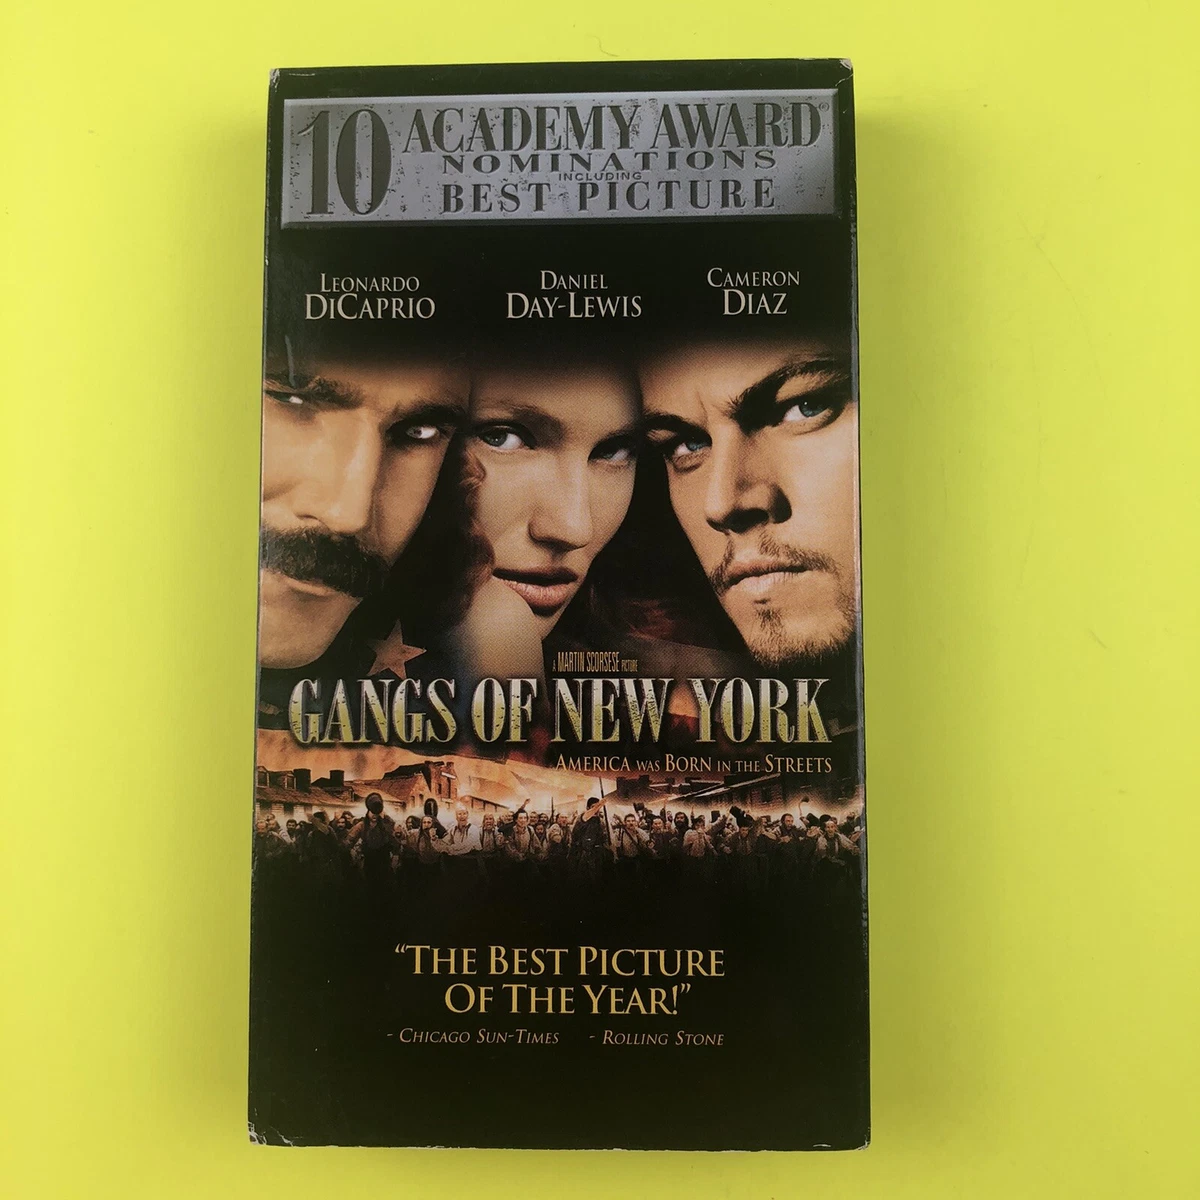 10 ACADEMY AWARD®
NOMINATIONS
INCLUDING
BEST PICTURE
LEONARDO
DICAPRIO
DANIEL
DAY-LEWIS
CAMERON
DIAZ
A MARTIN SCORSESE PICTURE
GANGS OF NEW YORK
AMERICA WAS BORN IN THE STREETS
“THE BEST PICTURE
OF THE YEAR!”
- CHICAGO SUN-TIMES - ROLLING STONE